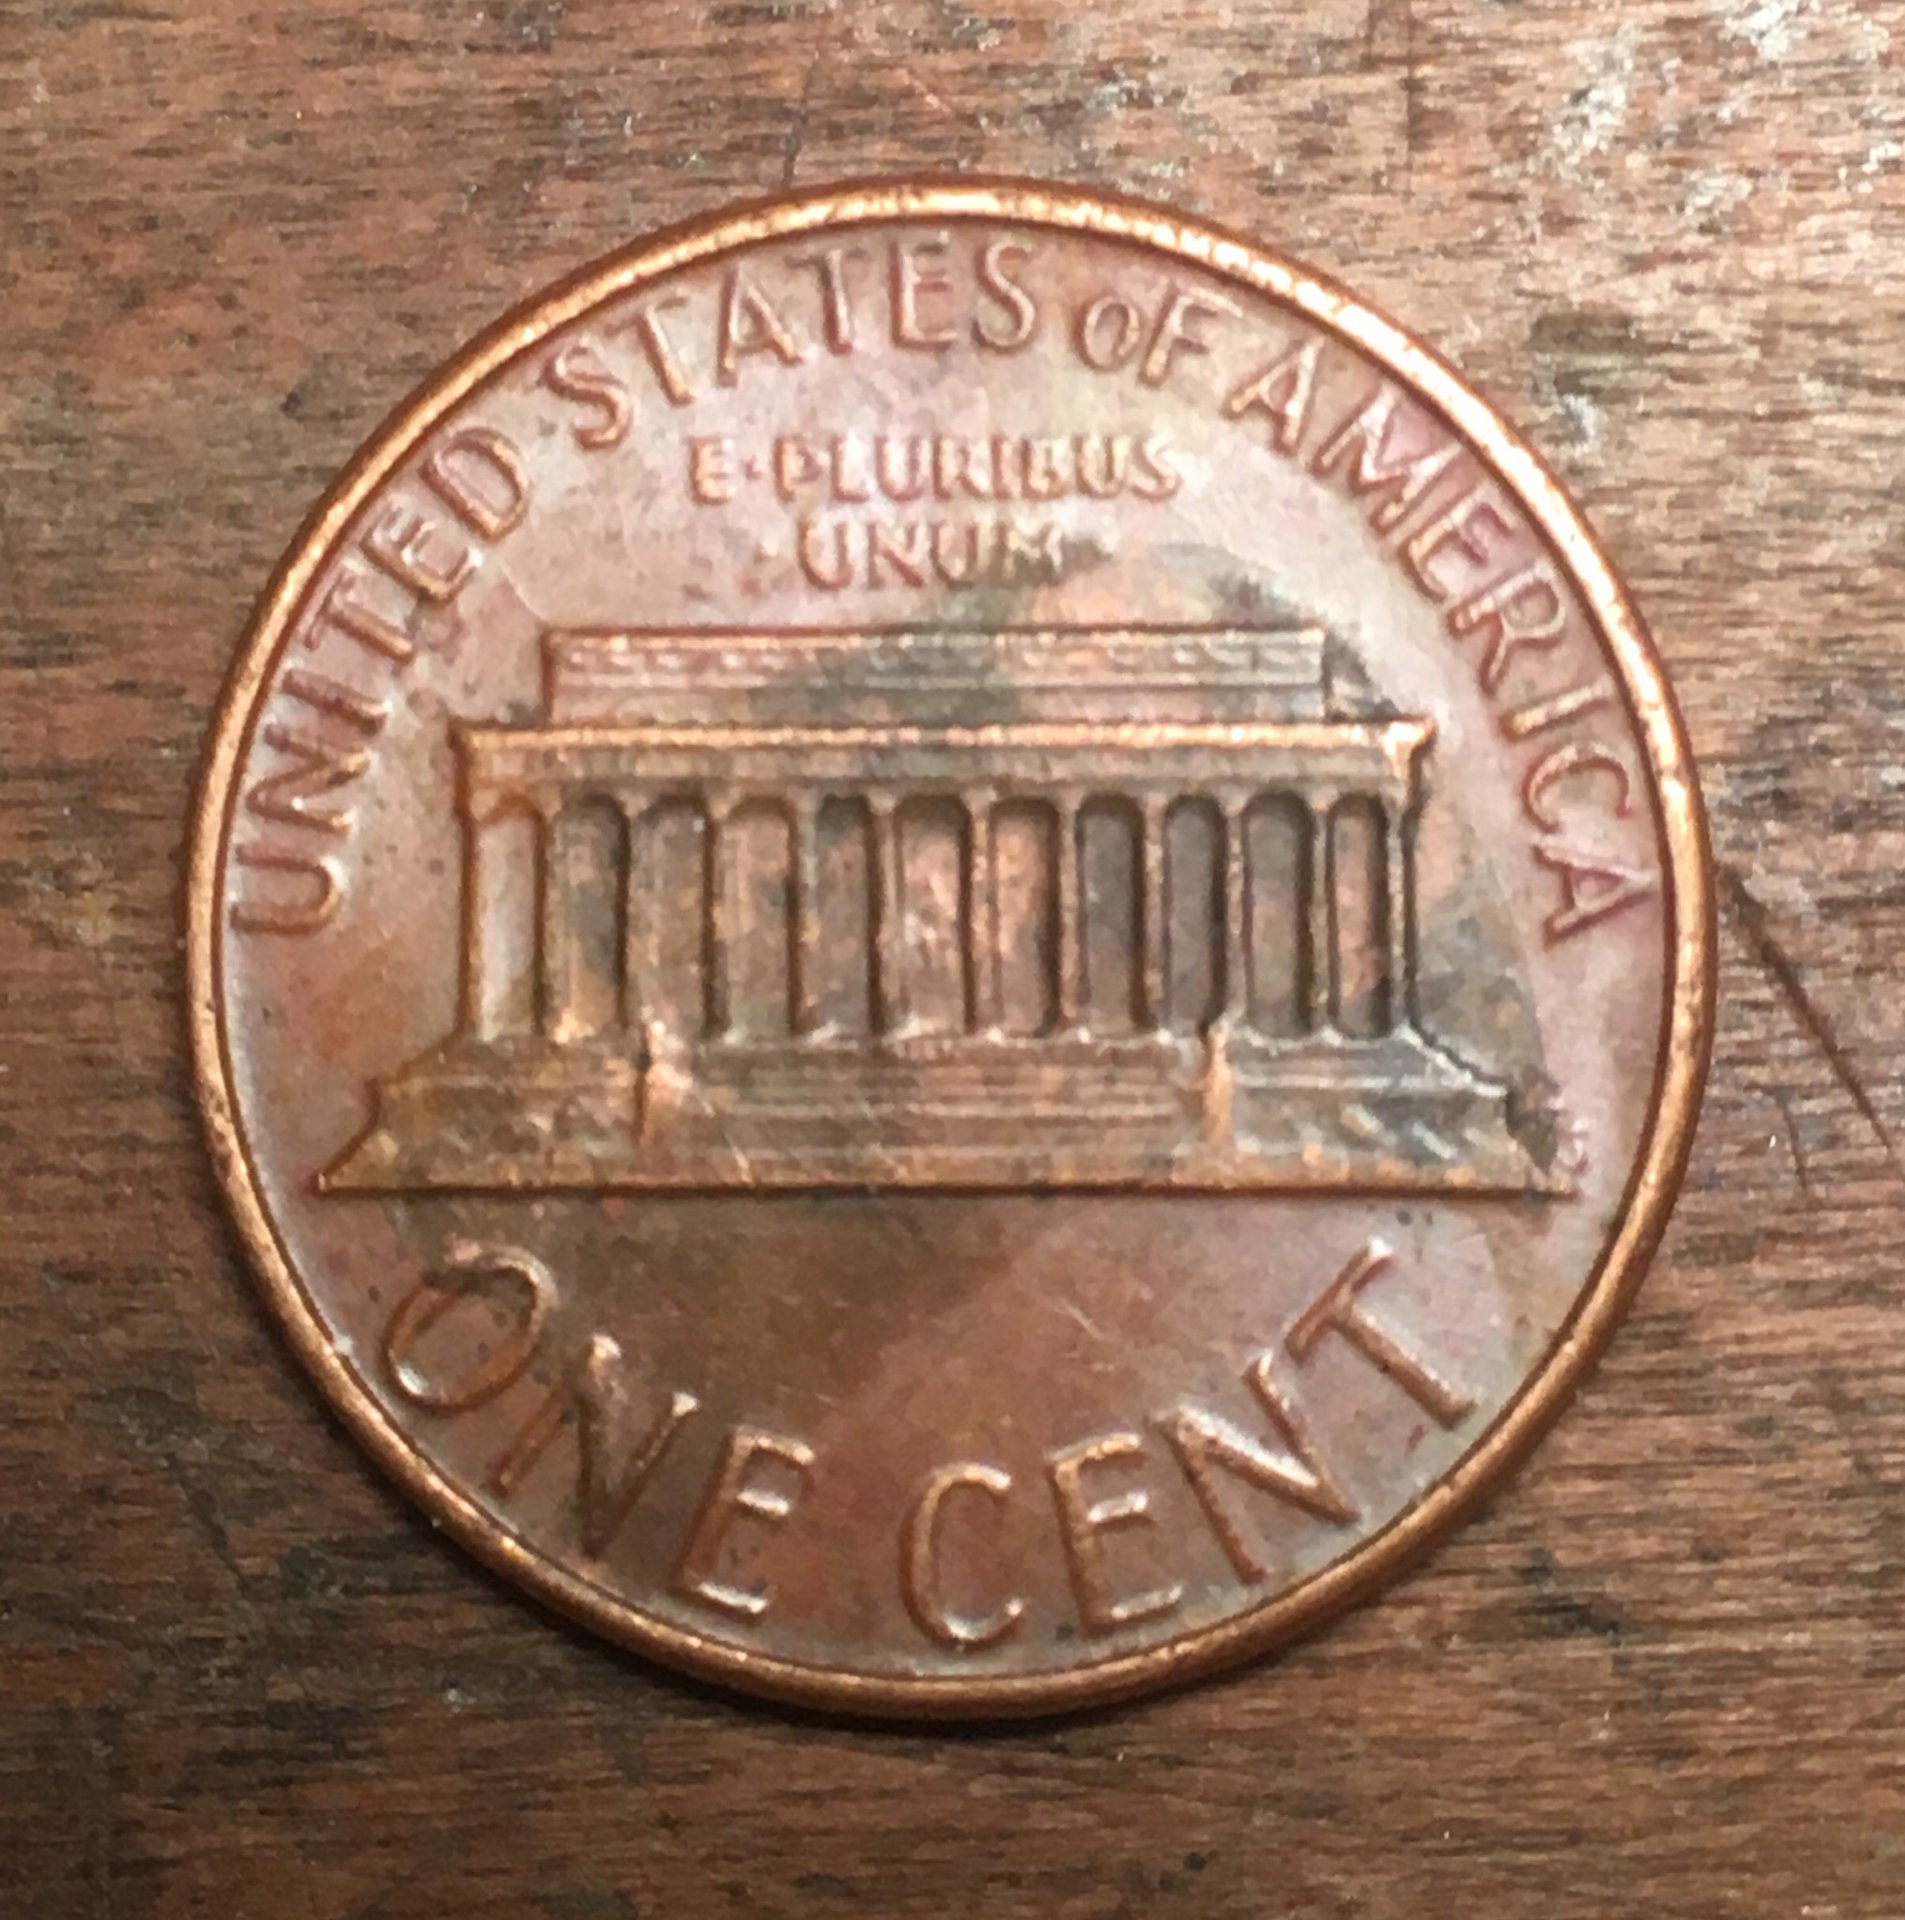 UNITED STATES OF AMERICA
E·PLURIBUS
UNUM
ONE CENT